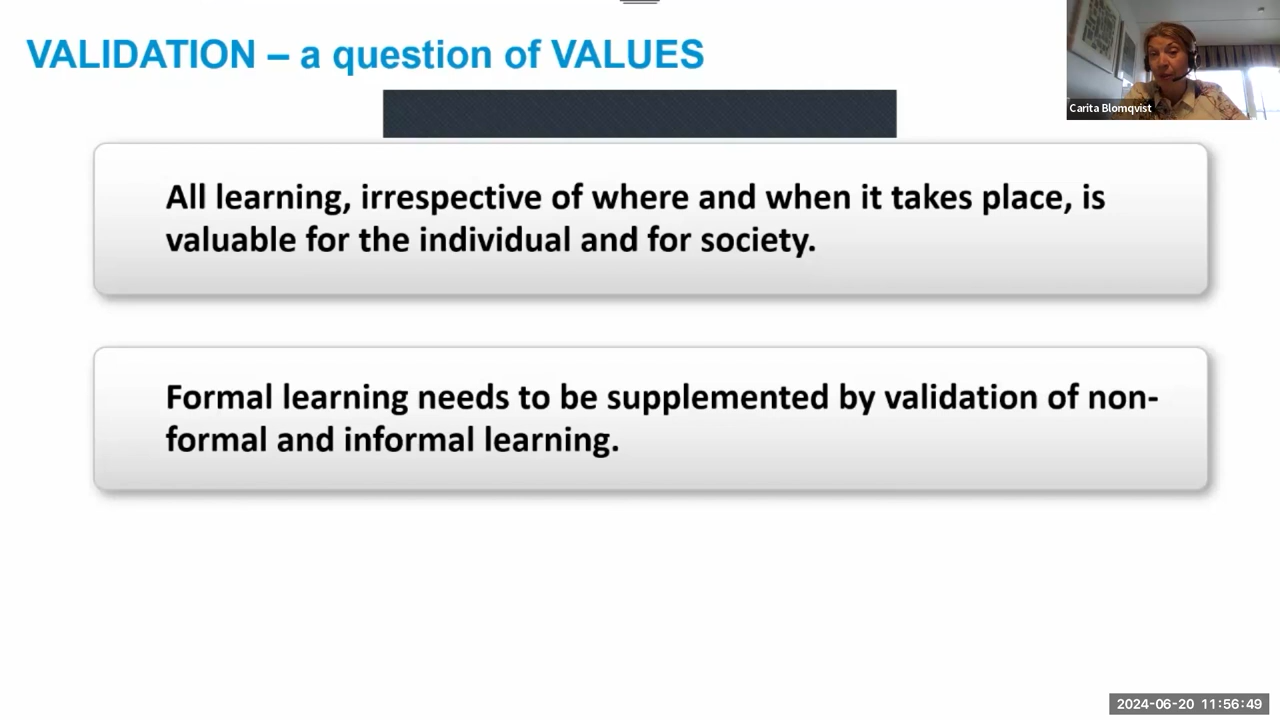 VALIDATION – a question of VALUES
Carita Blomqvist
All learning, irrespective of where and when it takes place, is
valuable for the individual and for society.
Formal learning needs to be supplemented by validation of non-
formal and informal learning.
2024-06-20 11:56:49